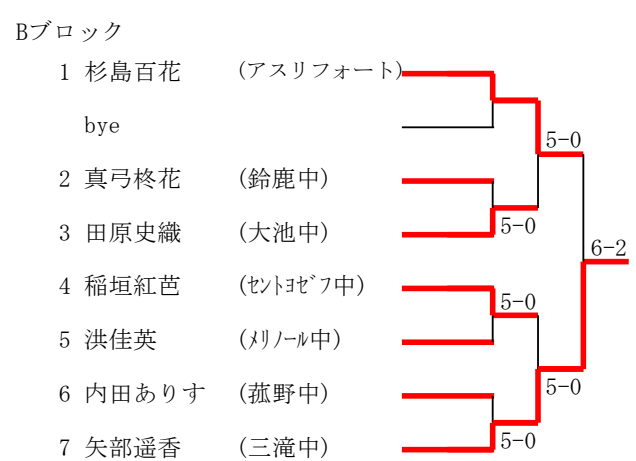 Bブロック
1 杉島百花 (アスリフォート)
bye
5-0
2 真弓柊花 (鈴鹿中)
3 田原史織 (大池中) 5-0
6-2
4 稲垣紅芭 (ｾﾝﾄﾖｾﾞﾌ中) 5-0
5 洪佳英 (ﾒﾘﾉｰﾙ中)
6 内田ありす (菰野中) 5-0
7 矢部遥香 (三滝中) 5-0